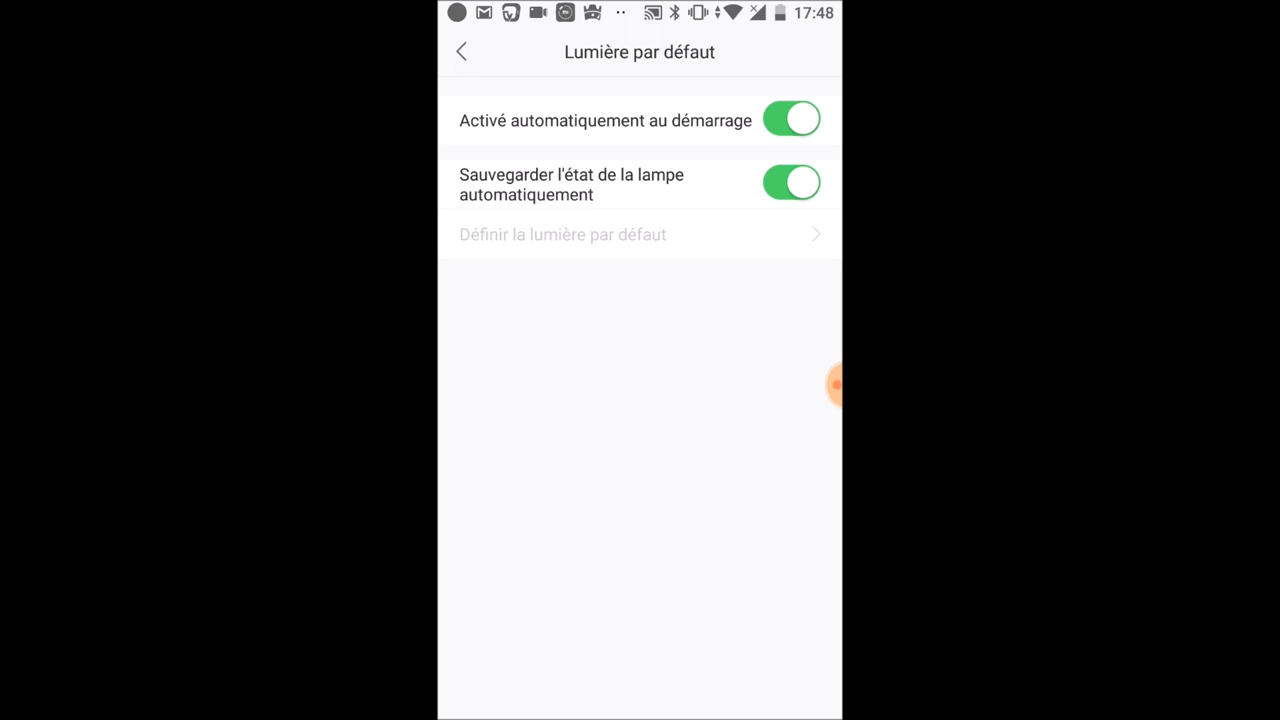 17:48
Lumière par défaut
Activé automatiquement au démarrage
Sauvegarder l'état de la lampe
automatiquement
Définir la lumière par défaut